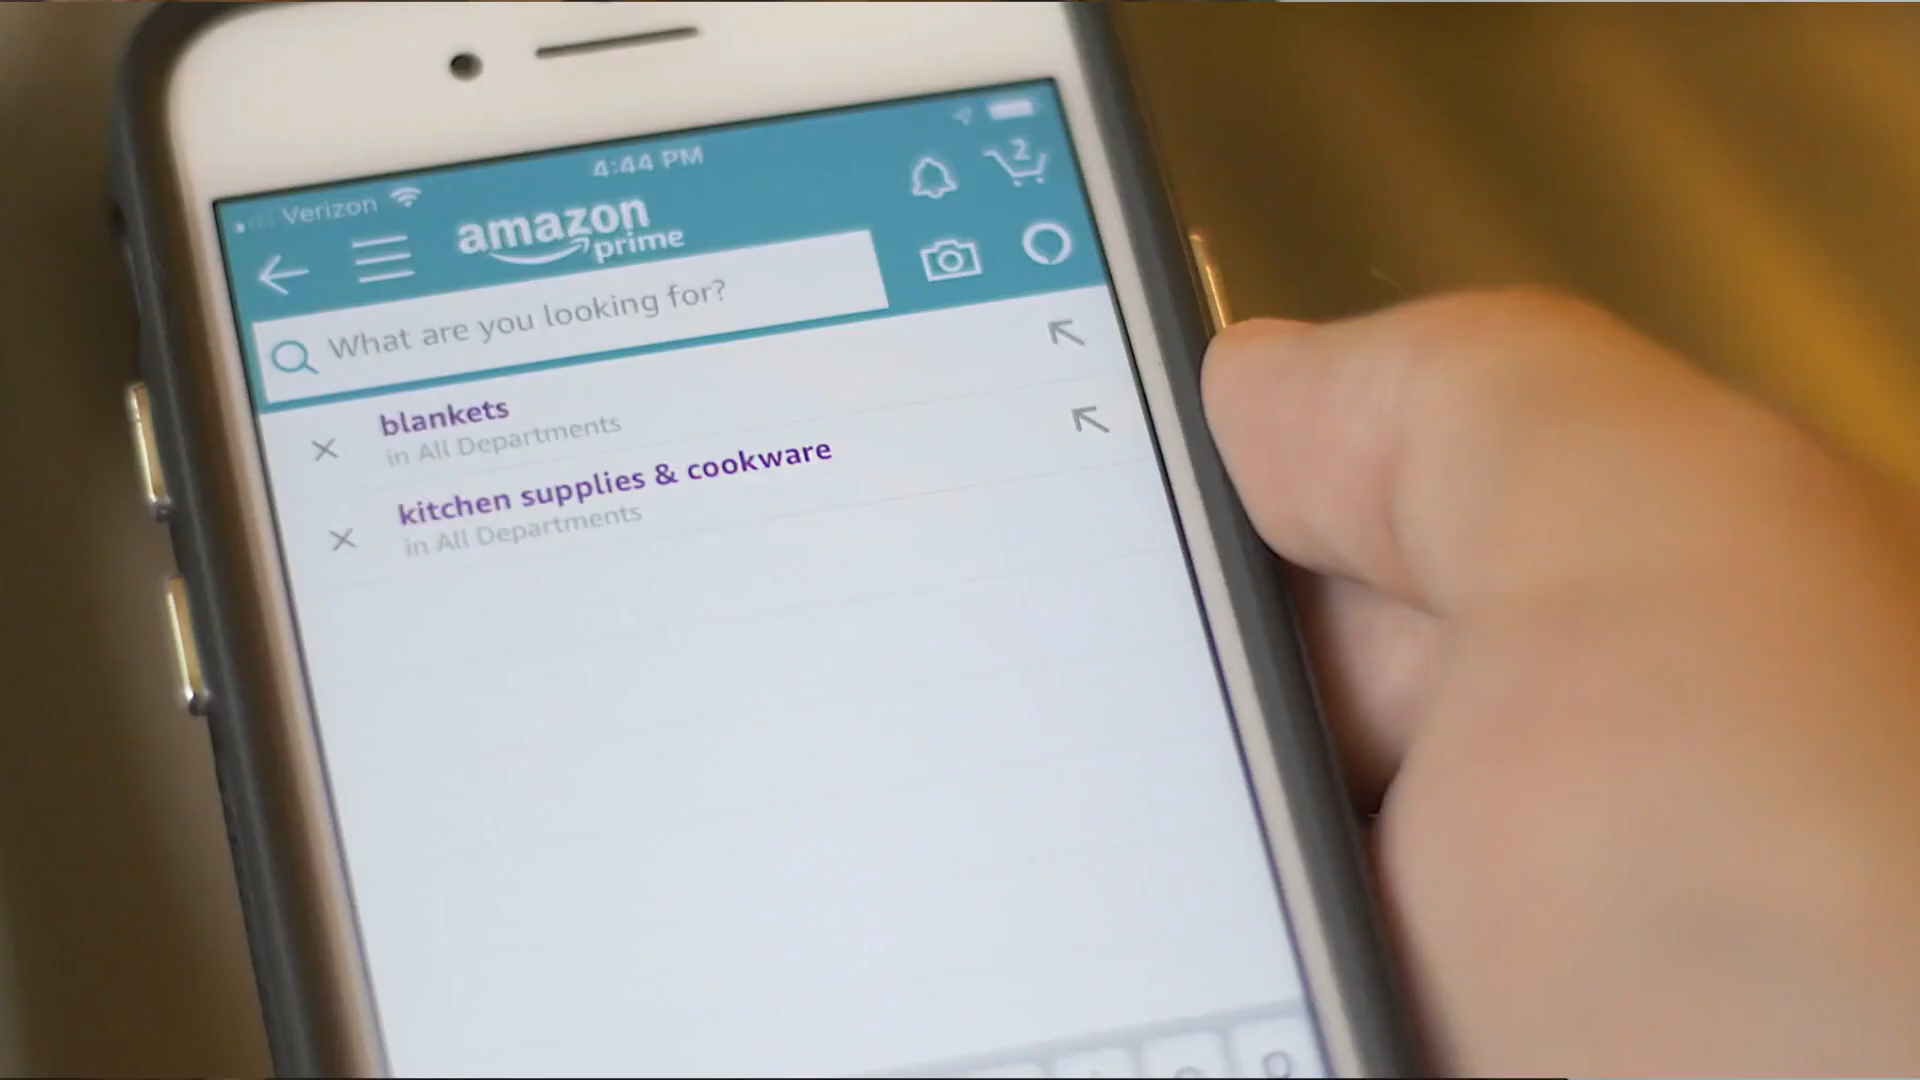 4:44 PM
Verizon
2
amazon
prime
What are you looking for?
blankets
in All Departments
kitchen supplies & cookware
in All Departments